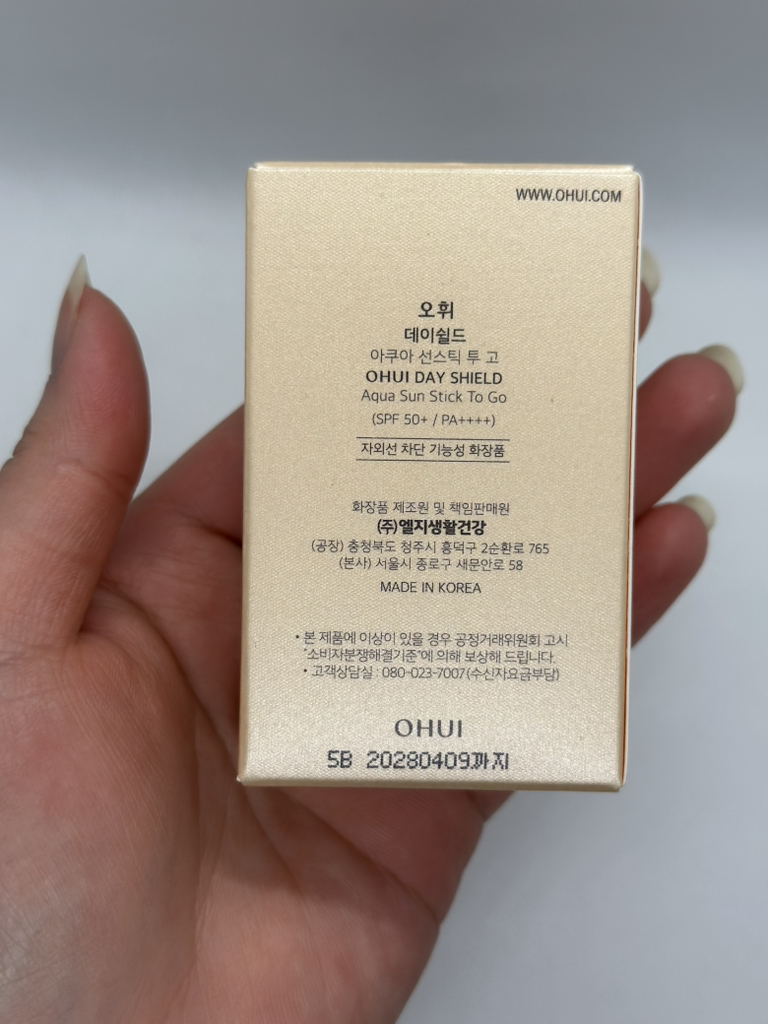 WWW.OHUI.COM
오휘
데이쉴드
아쿠아 선스틱 투 고
OHUI DAY SHIELD
Aqua Sun Stick To Go
(SPF 50+ / PA++++)
자외선 차단 기능성 화장품
화장품 제조원 및 책임판매원
(주)엘지생활건강
(공장) 충청북도 청주시 흥덕구 2순환로 765
(본사) 서울시 종로구 새문안로 58
MADE IN KOREA
• 본 제품에 이상이 있을 경우 공정거래위원회 고시
"소비자분쟁해결기준"에 의해 보상해 드립니다.
• 고객상담실 : 080-023-7007(수신자요금부담)
OHUI
5B 20280409까지